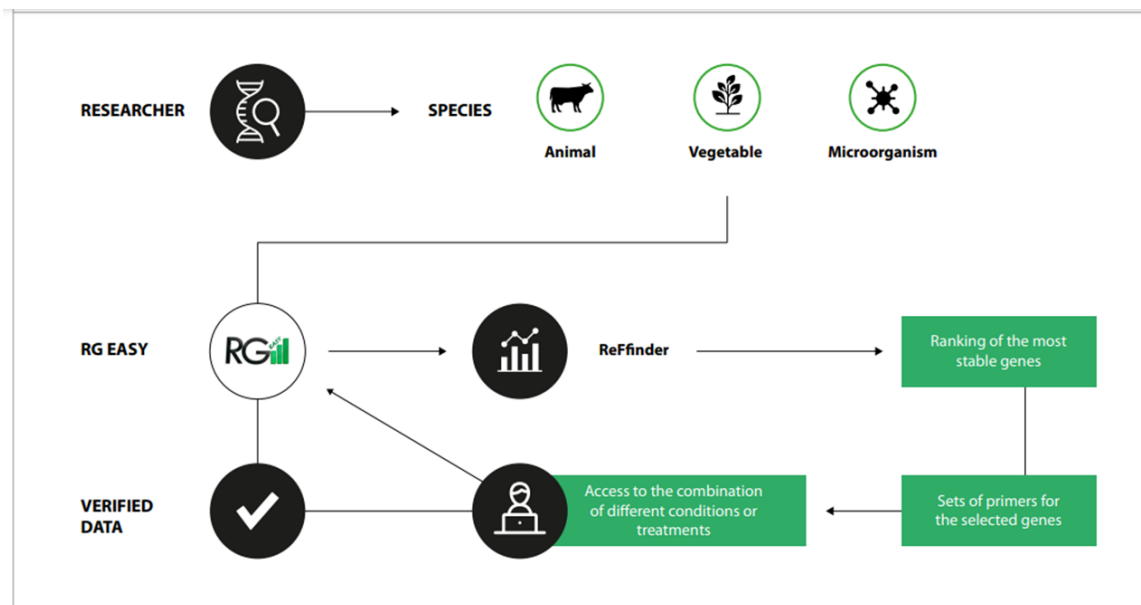 RESEARCHER
SPECIES
Animal
Vegetable
Microorganism
RG EASY
RG EASY
ReFfinder
Ranking of the most
stable genes
VERIFIED
DATA
Access to the combination
of different conditions or
treatments
Sets of primers for
the selected genes